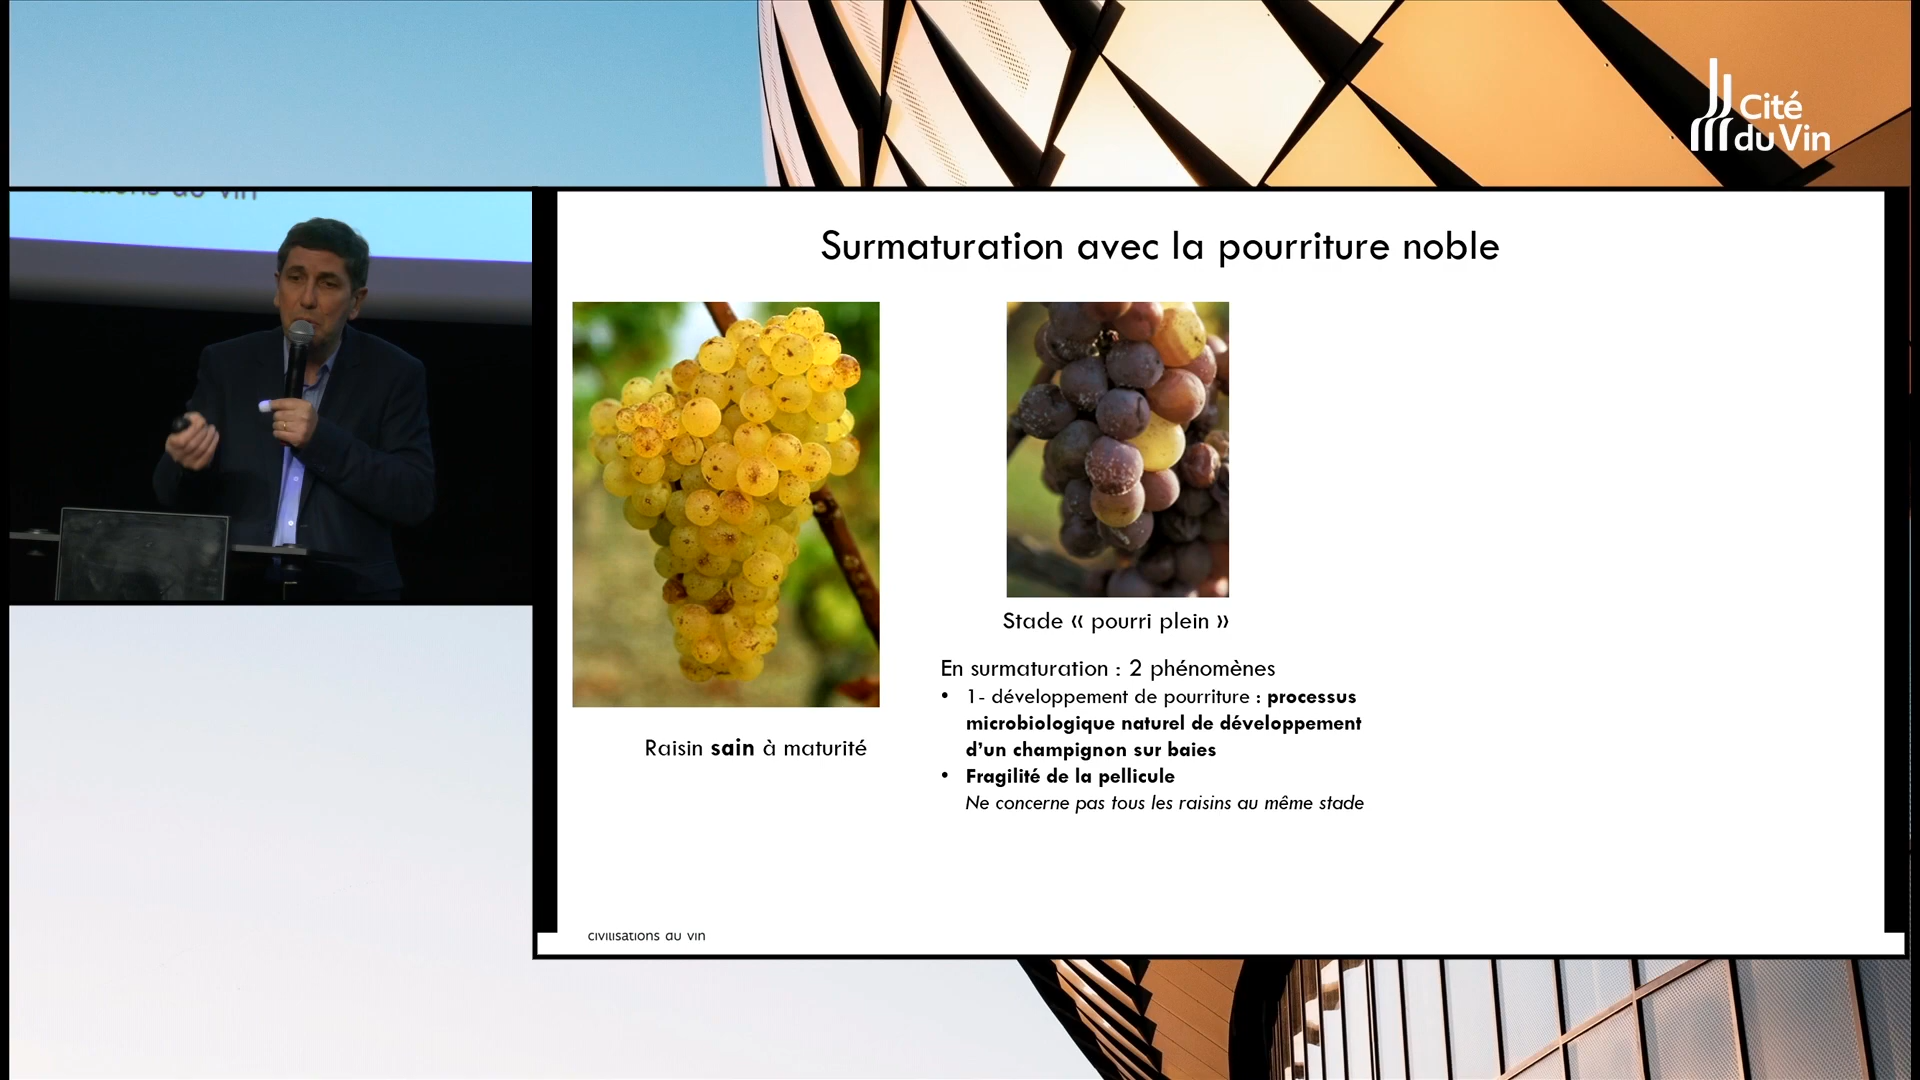 Cité
du Vin
Surmaturation avec la pourriture noble
Stade « pourri plein »
En surmaturation : 2 phénomènes
• 1- développement de pourriture : processus
microbiologique naturel de développement
d’un champignon sur baies
• Fragilité de la pellicule
Ne concerne pas tous les raisins au même stade
Raisin sain à maturité
civilisations du vin